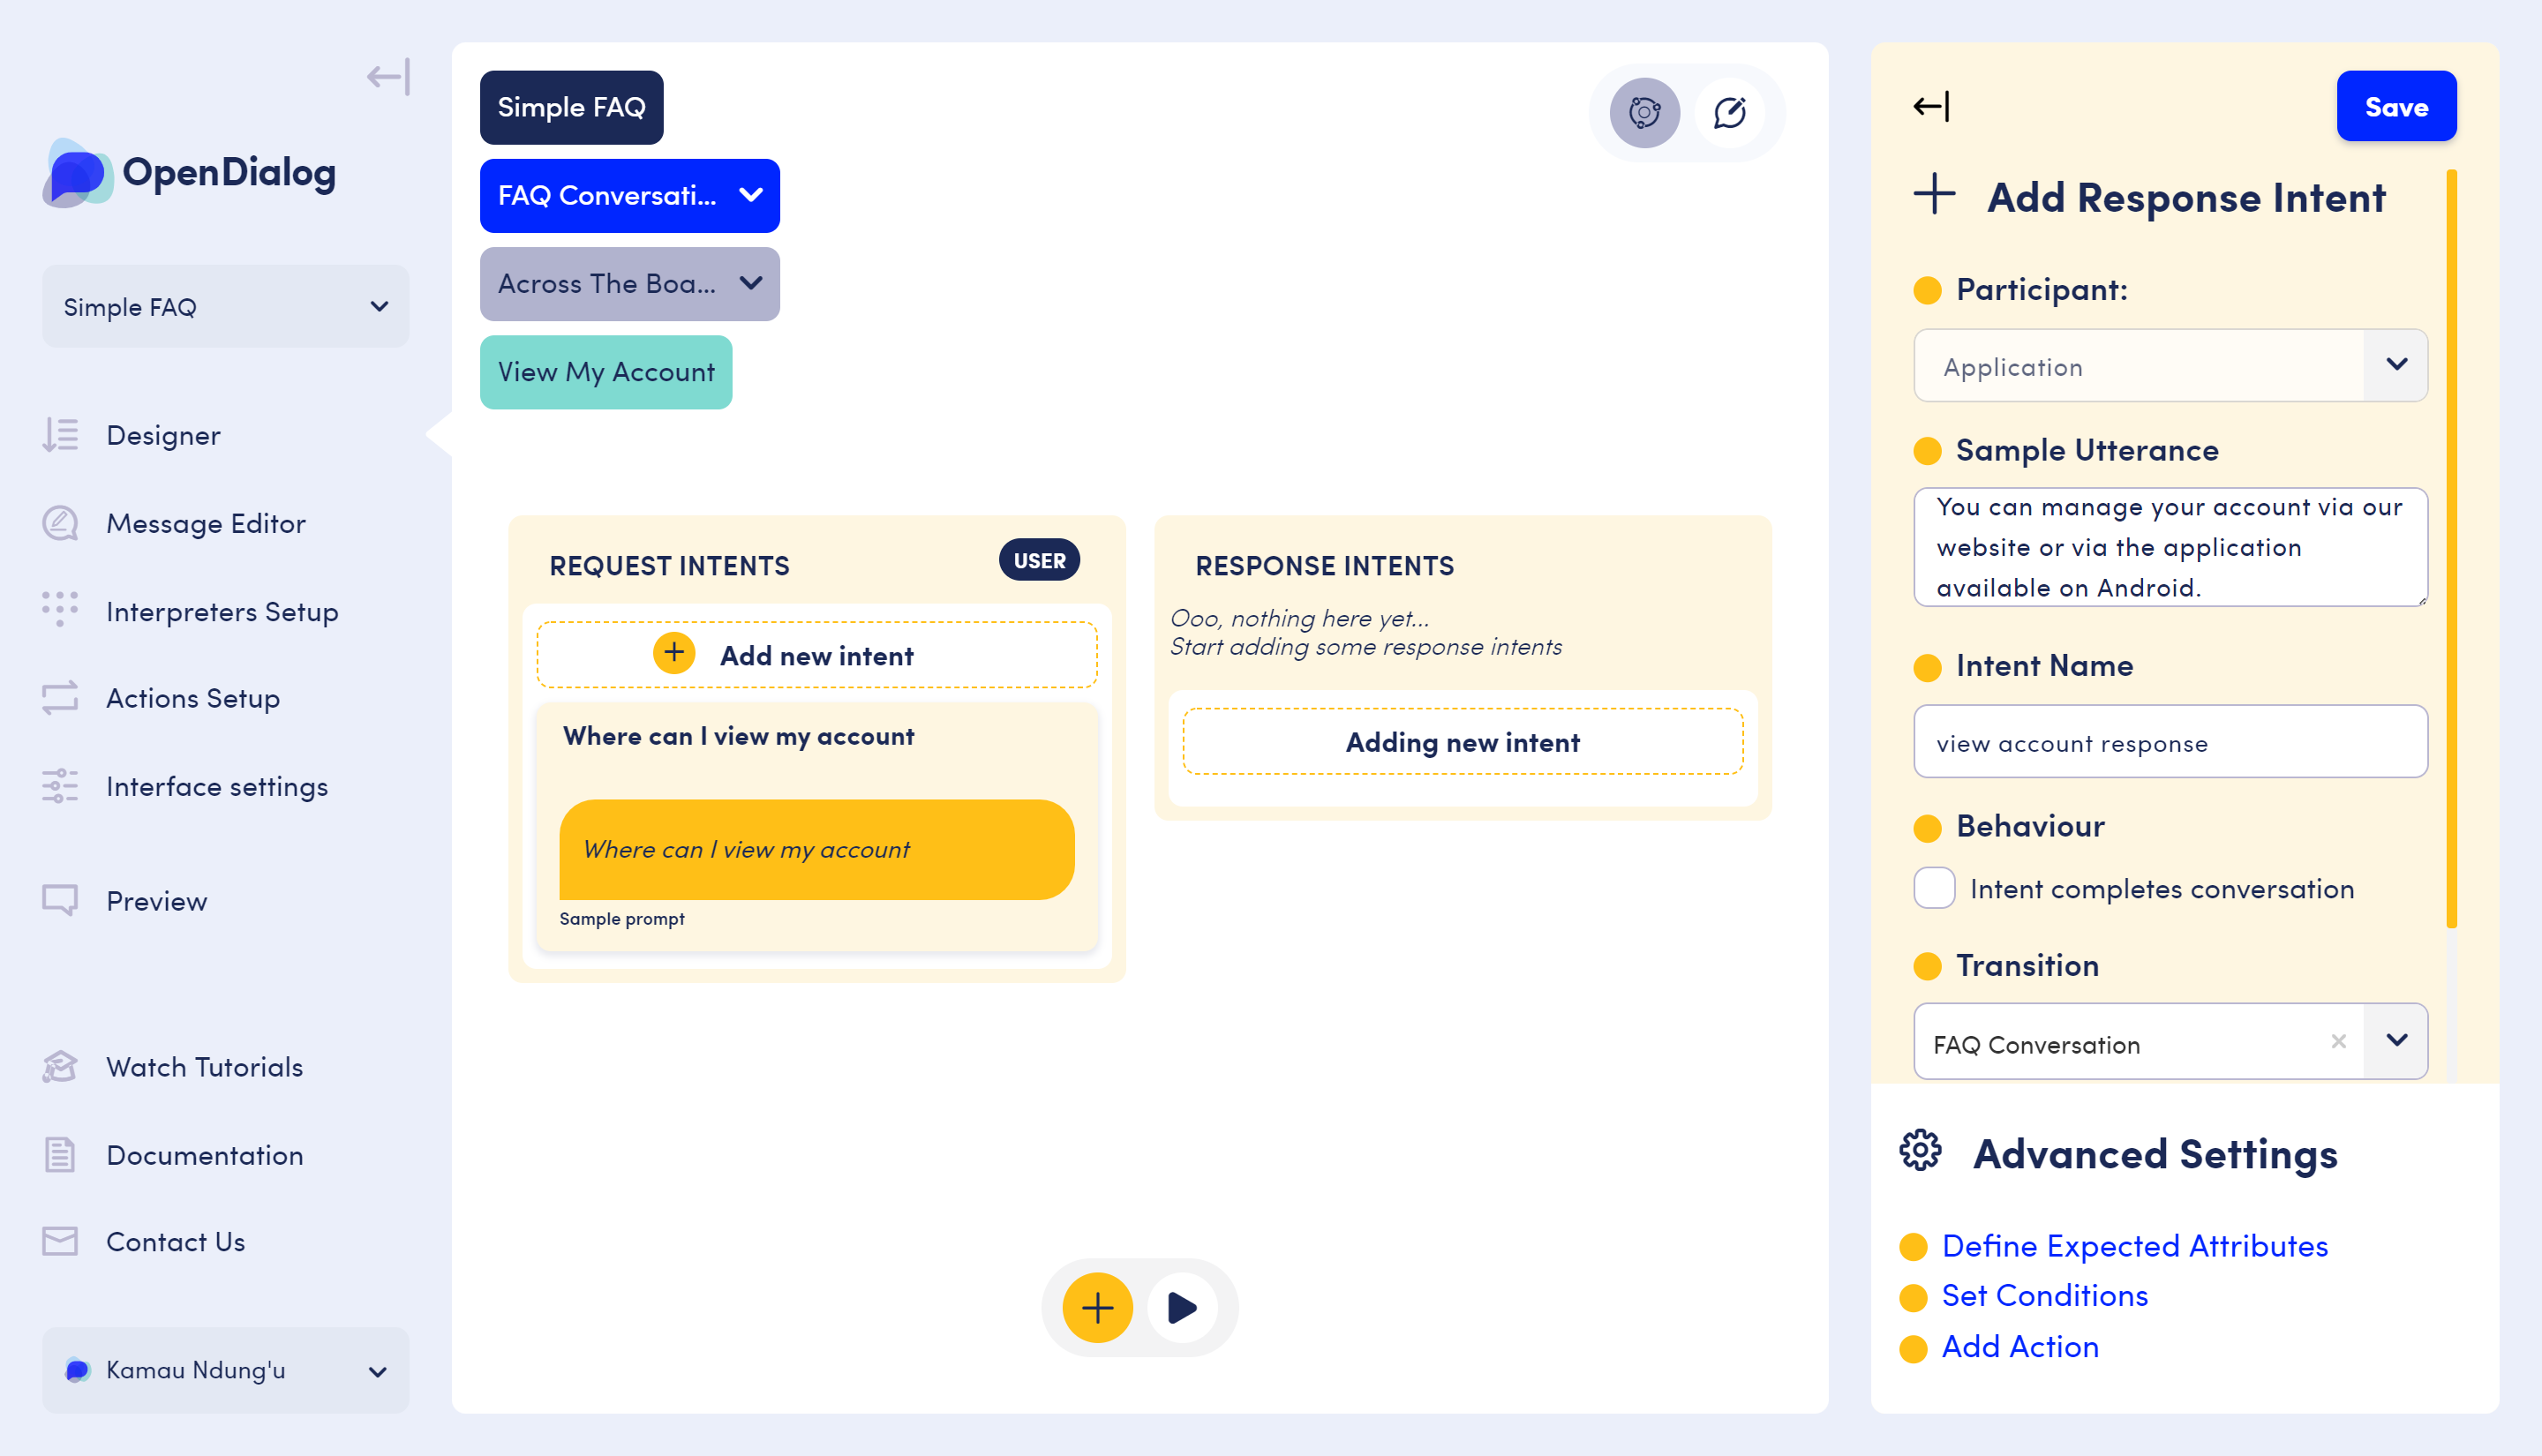 OpenDialog
Simple FAQ
Designer
Message Editor
Interpreters Setup
Actions Setup
Interface settings
Preview
Watch Tutorials
Documentation
Contact Us
Kamau Ndung'u
Simple FAQ
FAQ Conversati...
Across The Boa...
View My Account
REQUEST INTENTS
USER
Add new intent
Where can I view my account
Where can I view my account
Sample prompt
RESPONSE INTENTS
Ooo, nothing here yet...
Start adding some response intents
Adding new intent
Save
Add Response Intent
Participant:
Application
Sample Utterance
You can manage your account via our
website or via the application
available on Android.
Intent Name
view account response
Behaviour
Intent completes conversation
Transition
FAQ Conversation
Advanced Settings
Define Expected Attributes
Set Conditions
Add Action